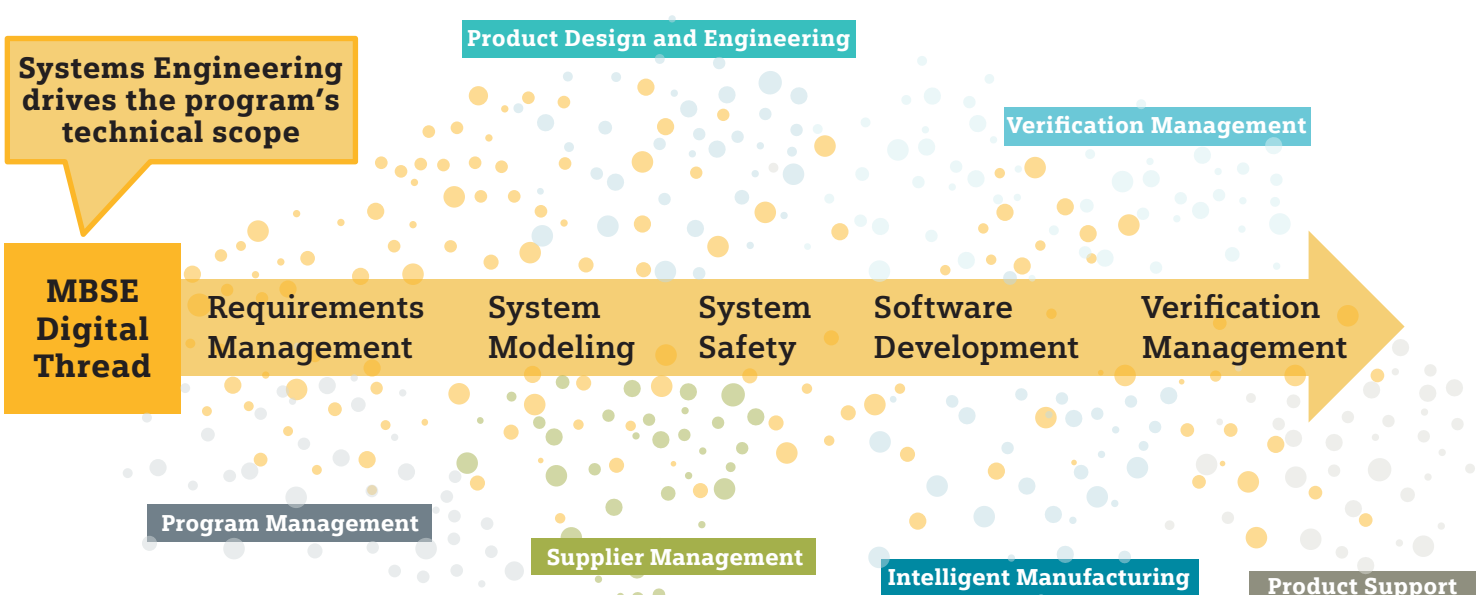 Product Design and Engineering
Systems Engineering
drives the program's
technical scope
Verification Management
MBSE
Digital
Thread
Requirements
Management
System
Modeling
System
Safety
Software
Development
Verification
Management
Program Management
Supplier Management
Intelligent Manufacturing
Product Support